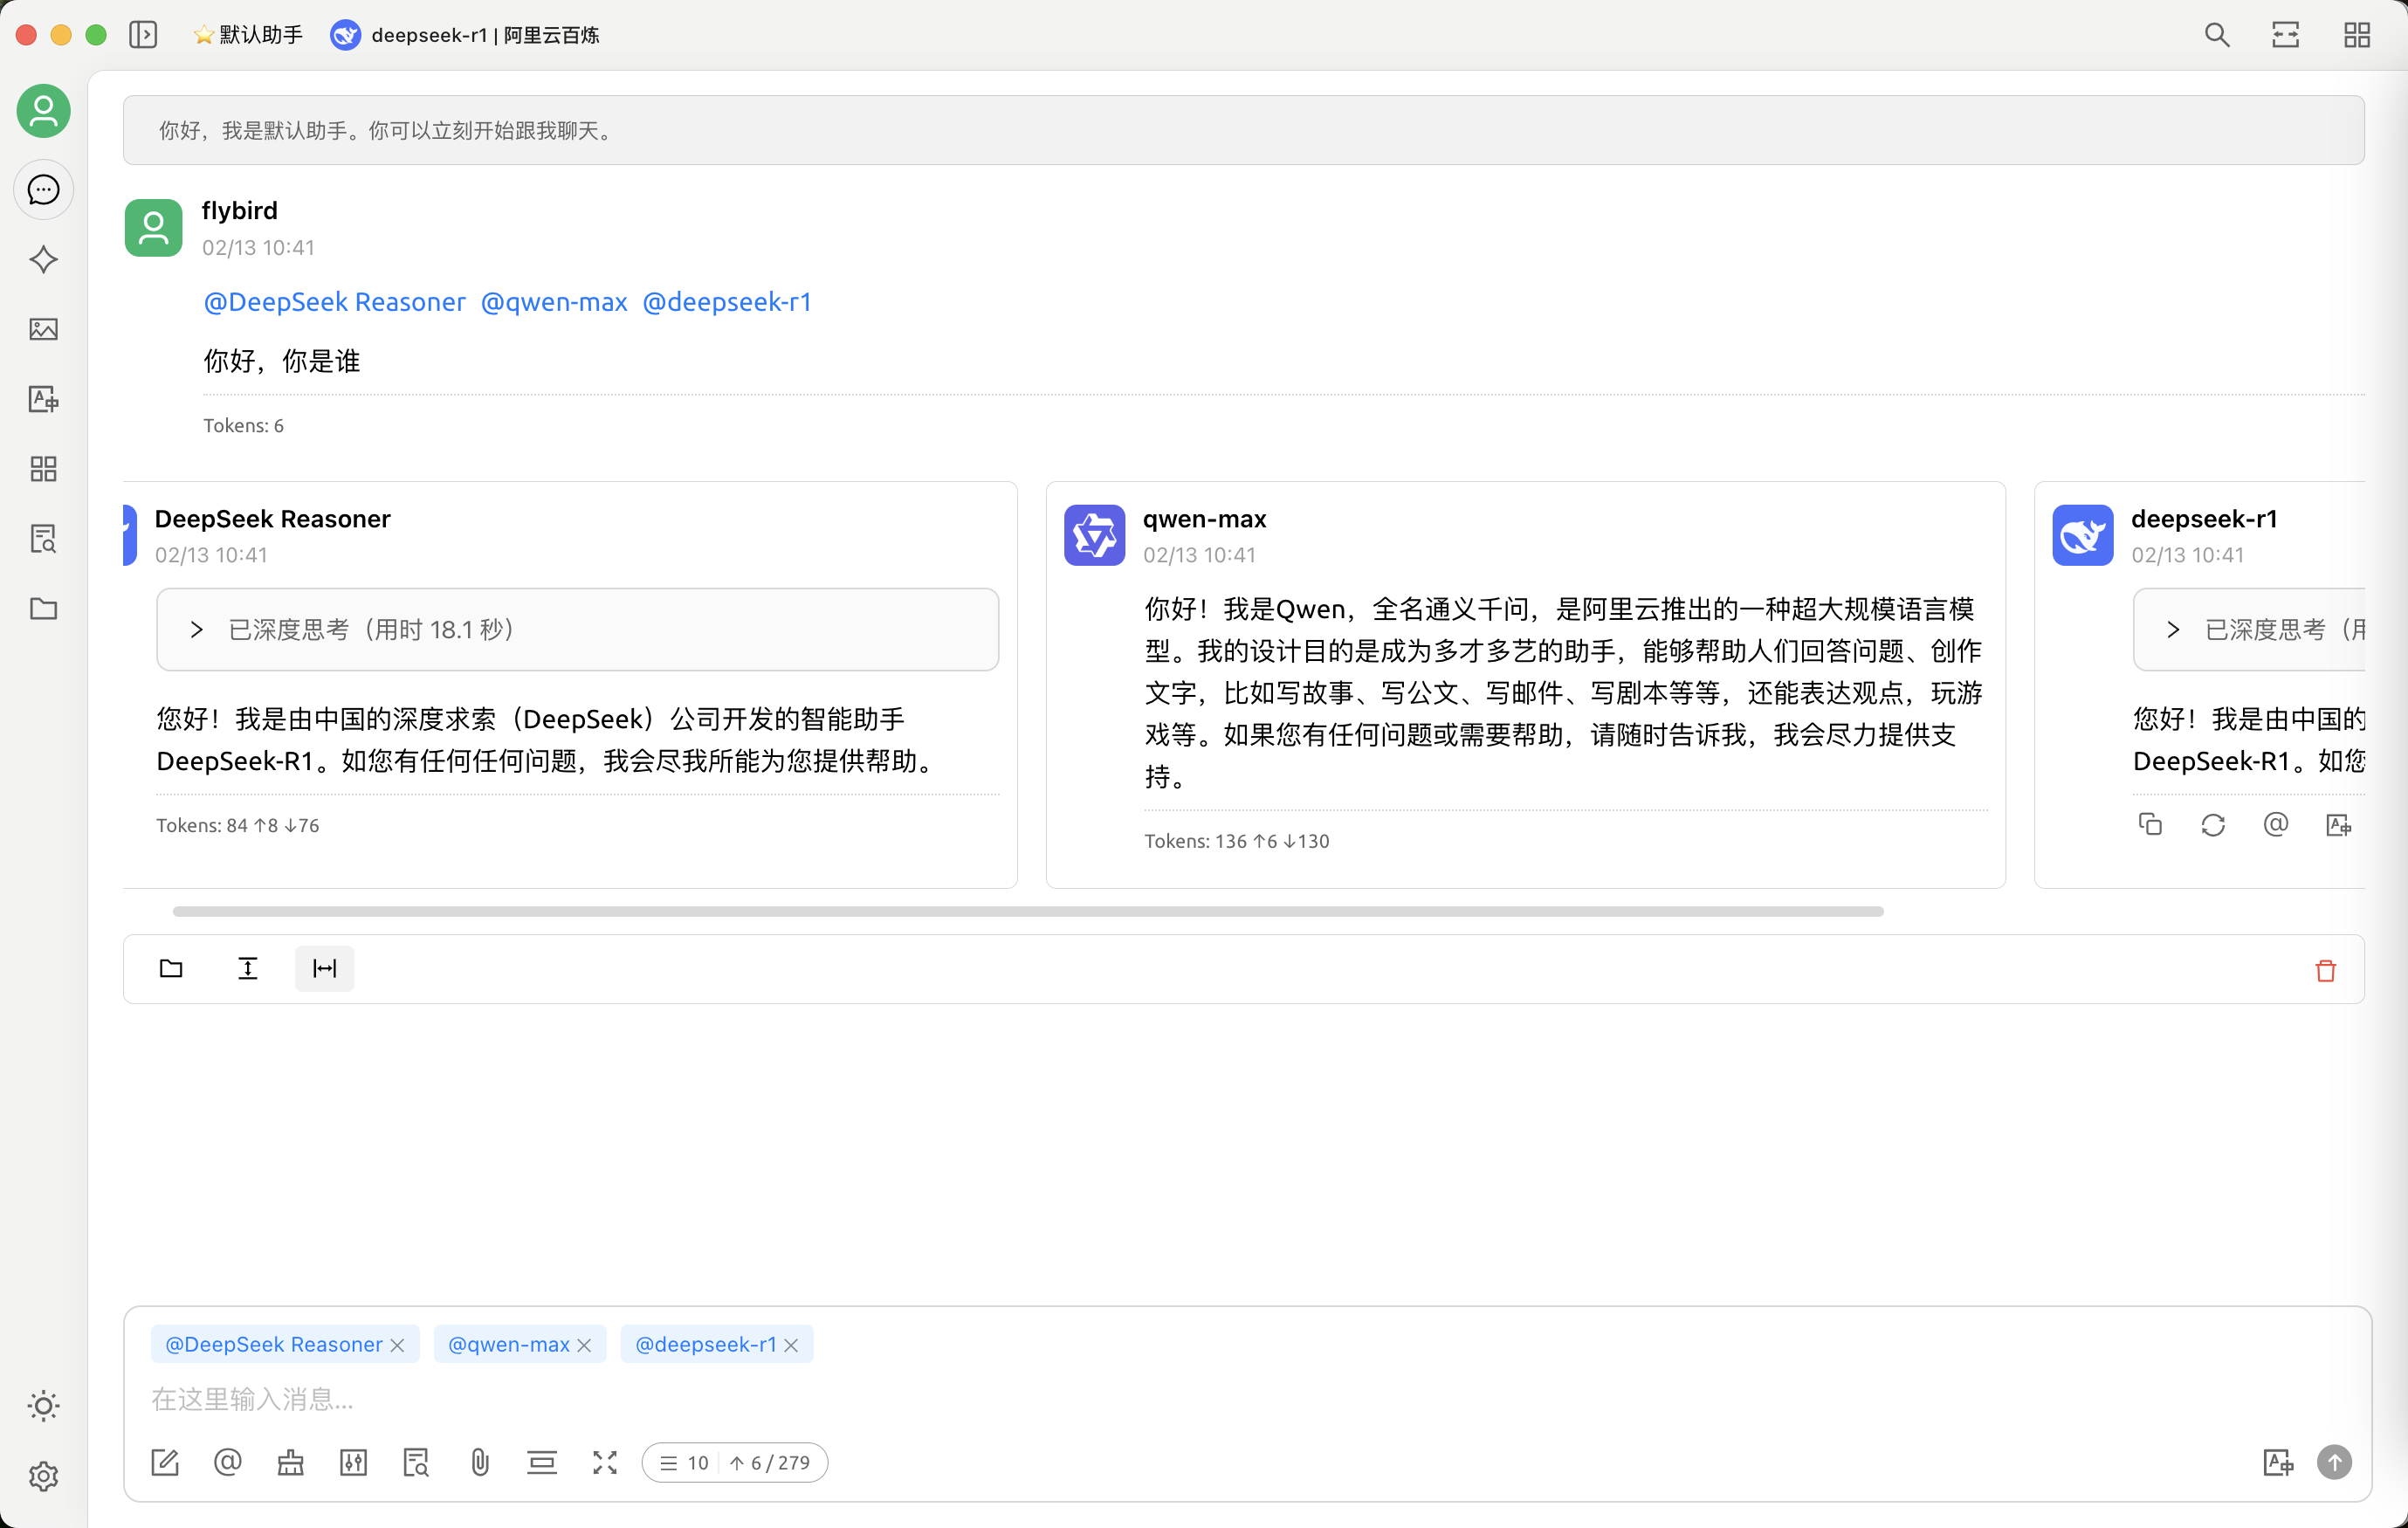 ⭐默认助手
deepseek-r1 | 阿里云百炼
你好，我是默认助手。你可以立刻开始跟我聊天。
flybird
02/13 10:41
@DeepSeek Reasoner @qwen-max @deepseek-r1
你好，你是谁
Tokens: 6
DeepSeek Reasoner
02/13 10:41
已深度思考（用时 18.1 秒）
您好！我是由中国的深度求索（DeepSeek）公司开发的智能助手
DeepSeek-R1。如您有任何任何问题，我会尽我所能为您提供帮助。
Tokens: 84 ↑8 ↓76
qwen-max
02/13 10:41
你好！我是Qwen，全名通义千问，是阿里云推出的一种超大规模语言模
型。我的设计目的是成为多才多艺的助手，能够帮助人们回答问题、创作
文字，比如写故事、写公文、写邮件、写剧本等等，还能表达观点，玩游
戏等。如果您有任何问题或需要帮助，请随时告诉我，我会尽力提供支
持。
Tokens: 136 ↑6 ↓130
deepseek-r1
02/13 10:41
已深度思考（用
您好！我是由中国的
DeepSeek-R1。如您
@DeepSeek Reasoner
@qwen-max
@deepseek-r1
在这里输入消息...
10
↑ 6 / 279